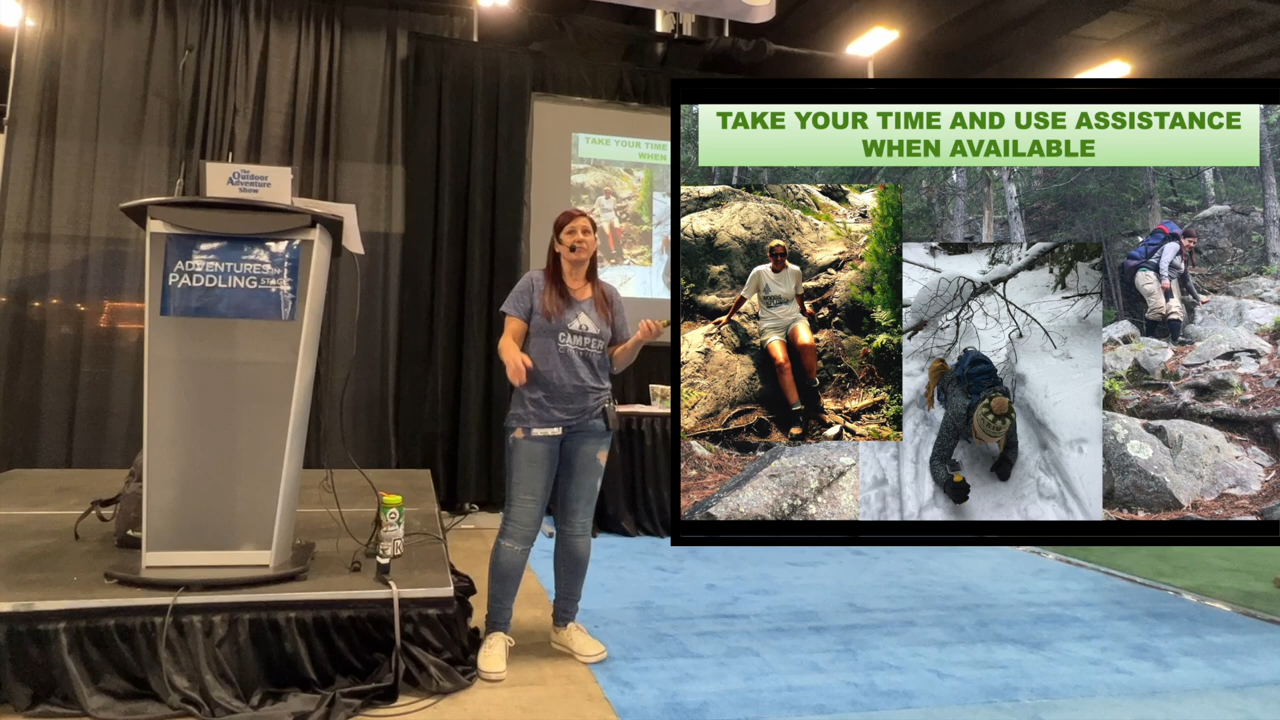 The
Outdoor
Adventure
Show
ADVENTURES IN
PADDLING STAGE
CAMPER
TAKE YOUR TIME
WHEN
TAKE YOUR TIME AND USE ASSISTANCE
WHEN AVAILABLE